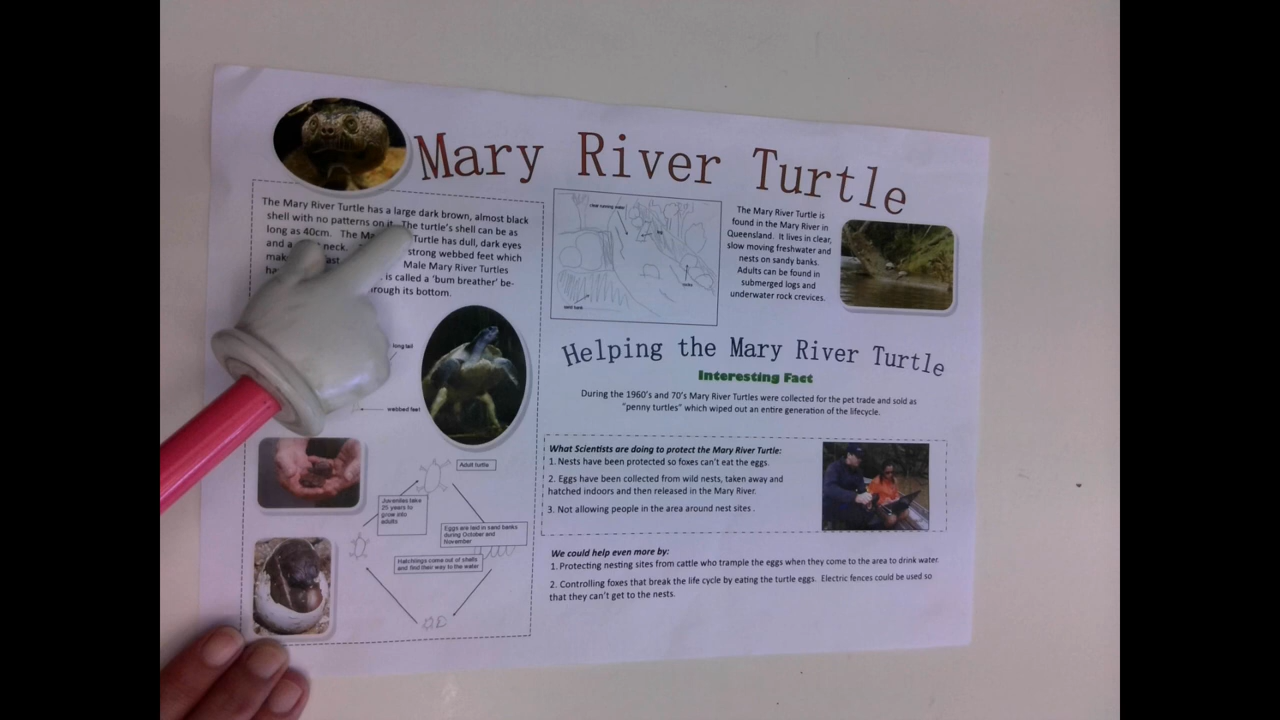 Mary River Turtle
The Mary River Turtle has a large dark brown, almost black
shell with no patterns on it. The turtle's shell can be as
long as 40cm. The Turtle has dull, dark eyes
and a neck. strong webbed feet which
Male Mary River Turtles
is called a 'bum breather' be-
through its bottom.
long tail
webbed feet
Adult turtle
Juveniles take
25 years to
grow into
adults
Eggs are laid in sand banks
during October and
November
Hatchlings come out of shells
and find their way to the water
clear running water
log
rocks
sand bank
The Mary River Turtle is
found in the Mary River in
Queensland. It lives in clear,
slow moving freshwater and
nests on sandy banks.
Adults can be found in
submerged logs and
underwater rock crevices.
Helping the Mary River Turtle
Interesting Fact
During the 1960's and 70's Mary River Turtles were collected for the pet trade and sold as
"penny turtles" which wiped out an entire generation of the lifecycle.
What Scientists are doing to protect the Mary River Turtle:
1. Nests have been protected so foxes can't eat the eggs.
2. Eggs have been collected from wild nests, taken away and
hatched indoors and then released in the Mary River.
3. Not allowing people in the area around nest sites .
We could help even more by:
1. Protecting nesting sites from cattle who trample the eggs when they come to the area to drink water
2. Controlling foxes that break the life cycle by eating the turtle eggs. Electric fences could be used so
that they can't get to the nests.